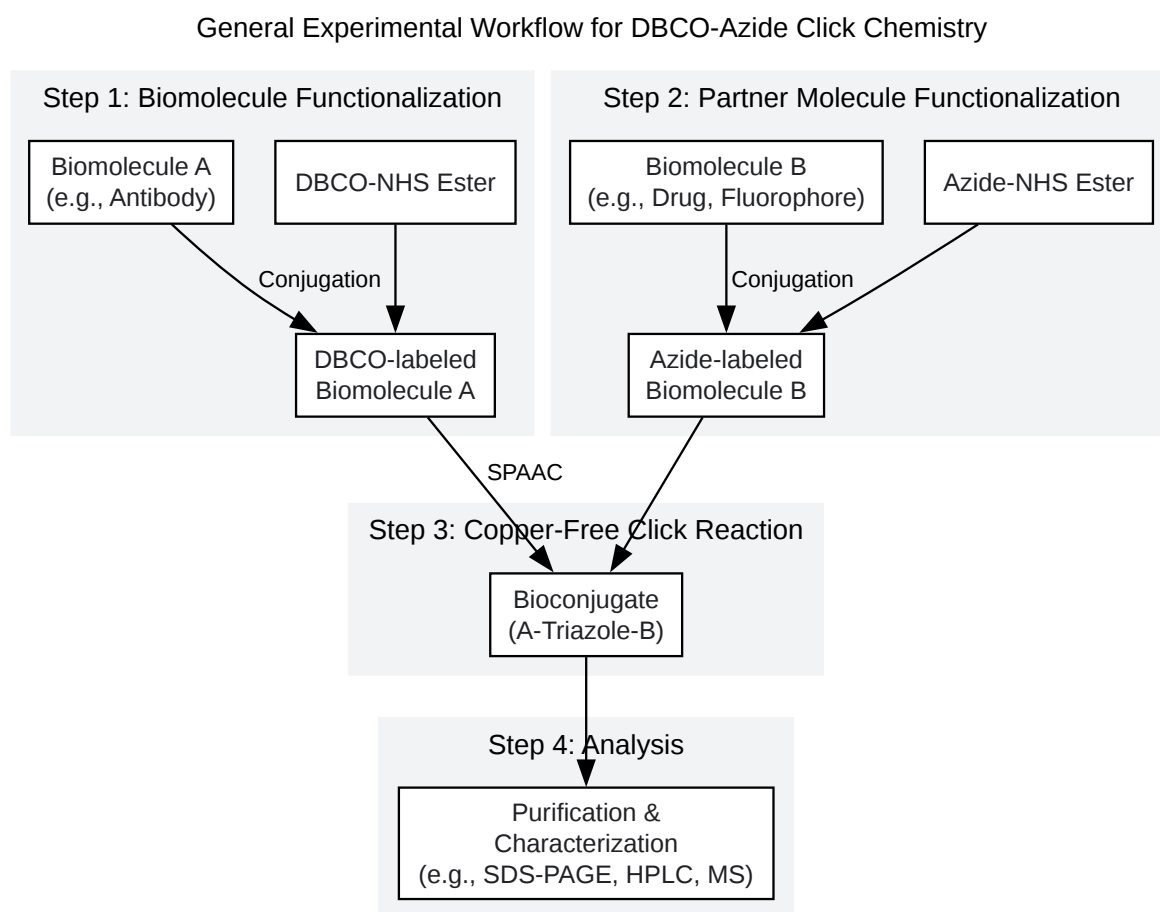 General Experimental Workflow for DBCO-Azide Click Chemistry
Step 1: Biomolecule Functionalization
Biomolecule A
(e.g., Antibody)
DBCO-NHS Ester
Conjugation
DBCO-labeled
Biomolecule A
Step 2: Partner Molecule Functionalization
Biomolecule B
(e.g., Drug, Fluorophore)
Azide-NHS Ester
Conjugation
Azide-labeled
Biomolecule B
SPAAC
Step 3: Copper-Free Click Reaction
Bioconjugate
(A-Triazole-B)
Step 4: Analysis
Purification &
Characterization
(e.g., SDS-PAGE, HPLC, MS)